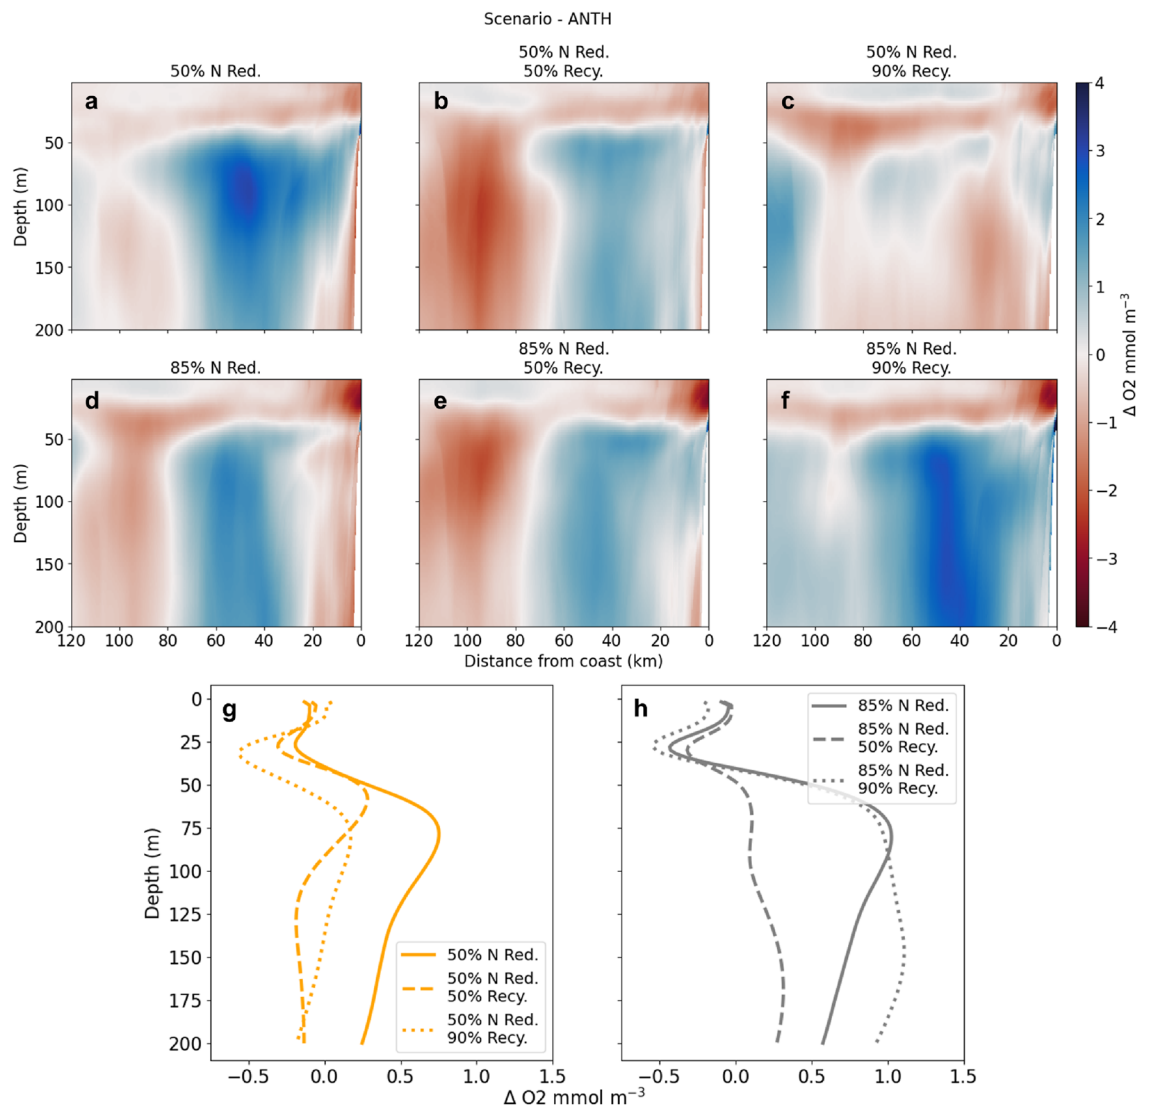 Scenario - ANTH
50% N Red.
50% N Red.
50% Recy.
50% N Red.
90% Recy.
a
b
c
50
100
150
200
Depth (m)
4
3
2
1
0
−1
−2
−3
−4
Δ O2 mmol m⁻³
85% N Red.
85% N Red.
50% Recy.
85% N Red.
90% Recy.
d
e
f
50
100
150
200
Depth (m)
120 100 80 60 40 20 0
120 100 80 60 40 20 0
120 100 80 60 40 20 0
Distance from coast (km)
g
0
25
50
75
100
125
150
175
200
Depth (m)
50% N Red.
50% N Red.
50% Recy.
50% N Red.
90% Recy.
−0.5 0.0 0.5 1.0 1.5
h
85% N Red.
85% N Red.
50% Recy.
85% N Red.
90% Recy.
−0.5 0.0 0.5 1.0 1.5
Δ O2 mmol m⁻³